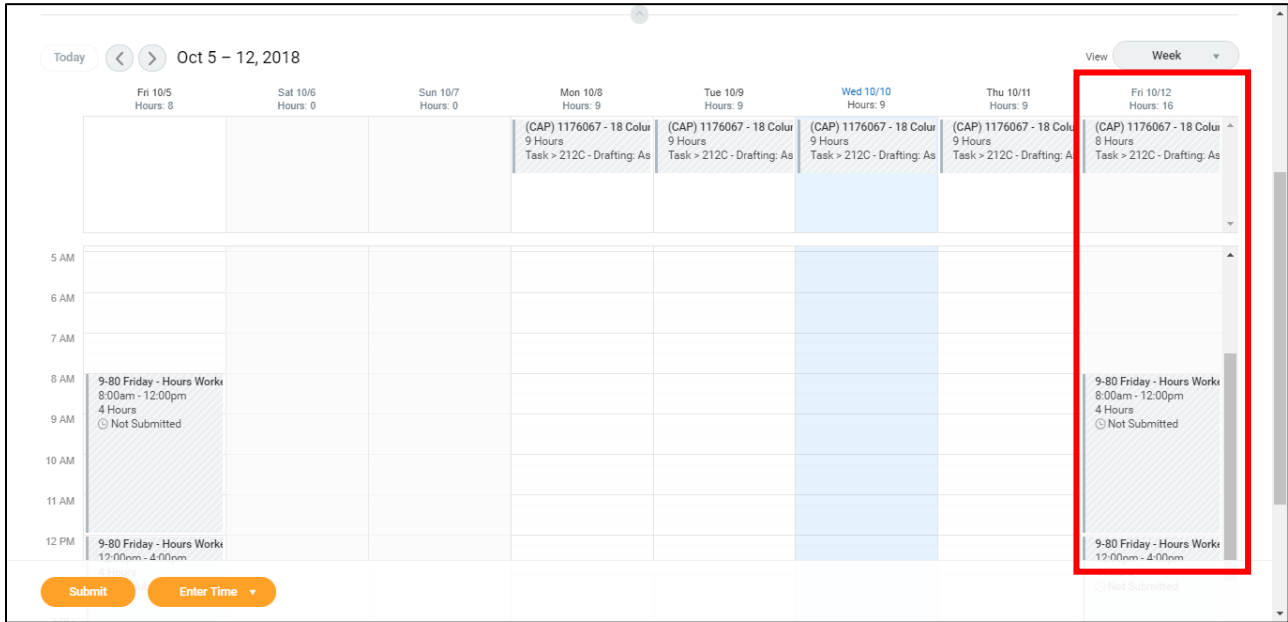 Today
Oct 5 – 12, 2018
View
Week
Fri 10/5
Hours: 8
Sat 10/6
Hours: 0
Sun 10/7
Hours: 0
Mon 10/8
Hours: 9
Tue 10/9
Hours: 9
Wed 10/10
Hours: 9
Thu 10/11
Hours: 9
Fri 10/12
Hours: 16
(CAP) 1176067 - 18 Colur
9 Hours
Task > 212C - Drafting: As
(CAP) 1176067 - 18 Colur
9 Hours
Task > 212C - Drafting: As
(CAP) 1176067 - 18 Colur
9 Hours
Task > 212C - Drafting: As
(CAP) 1176067 - 18 Colu
9 Hours
Task > 212C - Drafting: A
(CAP) 1176067 - 18 Colur
8 Hours
Task > 212C - Drafting: As
5 AM
6 AM
7 AM
8 AM
9 AM
10 AM
11 AM
12 PM
9-80 Friday - Hours Worke
8:00am - 12:00pm
4 Hours
Not Submitted
9-80 Friday - Hours Worke
12:00pm - 4:00pm
4 Hours
9-80 Friday - Hours Worke
8:00am - 12:00pm
4 Hours
Not Submitted
9-80 Friday - Hours Worke
12:00pm - 4:00pm
Not Submitted
Submit
Enter Time